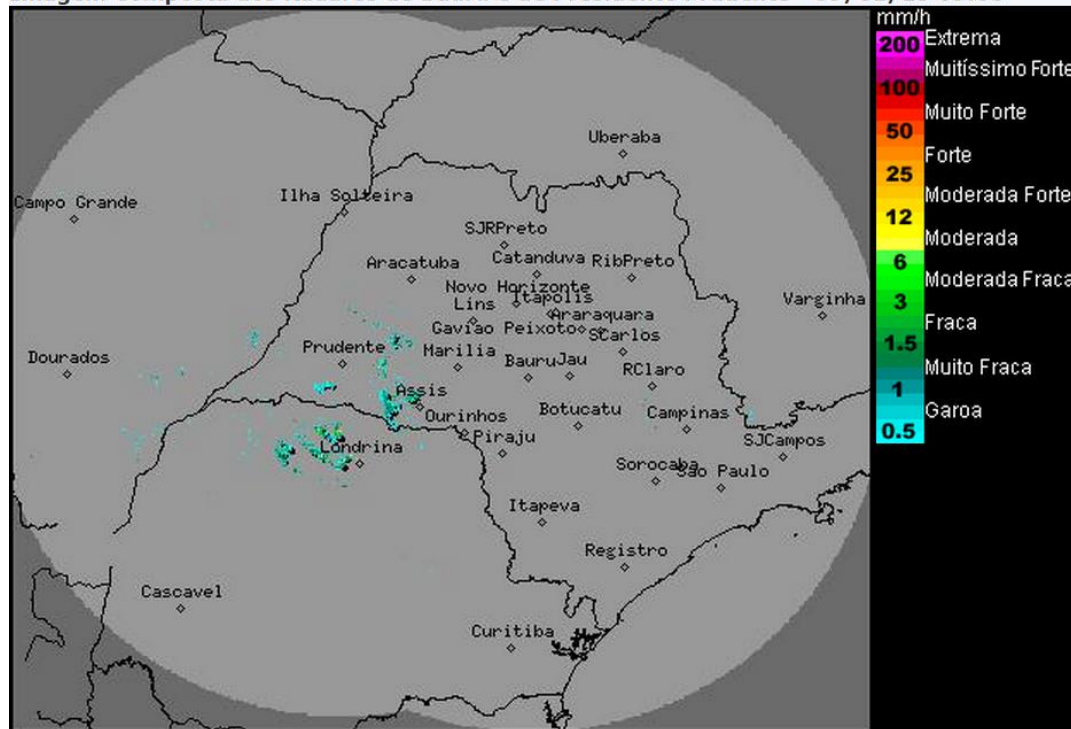 mm/h
200 Extrema
Muitíssimo Forte
100
Muito Forte
50
Forte
25
Moderada Forte
12
Moderada
6
Moderada Fraca
3
Fraca
1.5
Muito Fraca
1
Garoa
0.5
Uberaba
Campo Grande
Ilha Solteira
SJRPreto
Catanduva
RibPreto
Aracatuba
Novo Horizonte
Lins
Itapolis
Araraquara
Varginha
Gaviao Peixoto
SCarlos
Dourados
Prudente
Marilia
Bauru
Jau
RClaro
Assis
Ourinhos
Botucatu
Campinas
Piraju
SJCampos
Londrina
Sorocaba
Sao Paulo
Itapeva
Registro
Cascavel
Curitiba